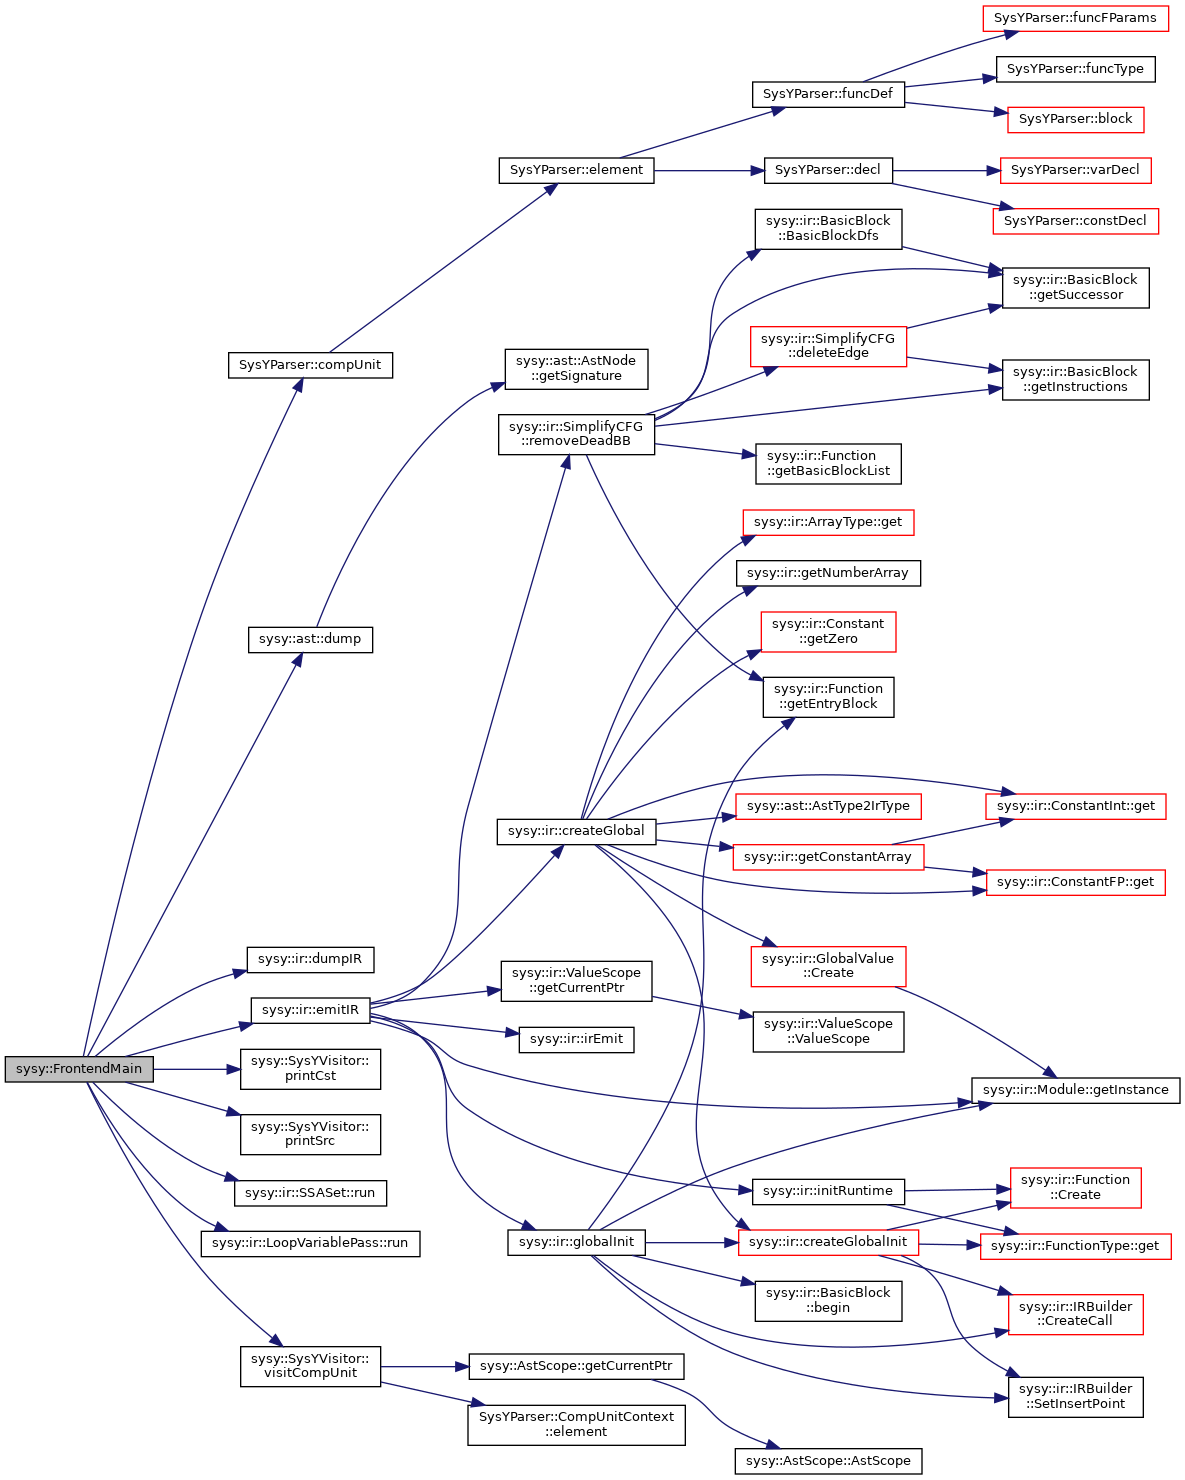 SysYParser::funcFParams
SysYParser::funcType
SysYParser::funcDef
SysYParser::block
SysYParser::element
SysYParser::decl
SysYParser::varDecl
SysYParser::constDecl
sysy::ir::BasicBlock
::BasicBlockDfs
sysy::ir::BasicBlock
::getSuccessor
sysy::ir::SimplifyCFG
::deleteEdge
SysYParser::compUnit
sysy::ast::AstNode
::getSignature
sysy::ir::BasicBlock
::getInstructions
sysy::ir::SimplifyCFG
::removeDeadBB
sysy::ir::Function
::getBasicBlockList
sysy::ir::ArrayType::get
sysy::ir::getNumberArray
sysy::ir::Constant
::getZero
sysy::ast::dump
sysy::ir::Function
::getEntryBlock
sysy::ast::AstType2IrType
sysy::ir::ConstantInt::get
sysy::ir::createGlobal
sysy::ir::getConstantArray
sysy::ir::ConstantFP::get
sysy::ir::dumpIR
sysy::ir::GlobalValue
::Create
sysy::ir::ValueScope
::getCurrentPtr
sysy::ir::emitIR
sysy::ir::ValueScope
::ValueScope
sysy::ir::irEmit
sysy::FrontendMain
sysy::SysYVisitor::
printCst
sysy::ir::Module::getInstance
sysy::SysYVisitor::
printSrc
sysy::ir::SSASet::run
sysy::ir::initRuntime
sysy::ir::Function
::Create
sysy::ir::LoopVariablePass::run
sysy::ir::globalInit
sysy::ir::createGlobalInit
sysy::ir::FunctionType::get
sysy::ir::BasicBlock
::begin
sysy::ir::IRBuilder
::CreateCall
sysy::SysYVisitor::
visitCompUnit
sysy::AstScope::getCurrentPtr
sysy::ir::IRBuilder
::SetInsertPoint
SysYParser::CompUnitContext
::element
sysy::AstScope::AstScope